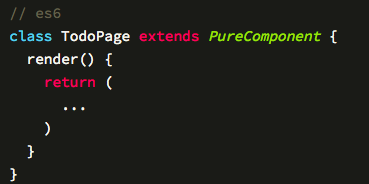 // es6
class TodoPage extends PureComponent {
  render() {
    return (
      ...
    )
  }
}